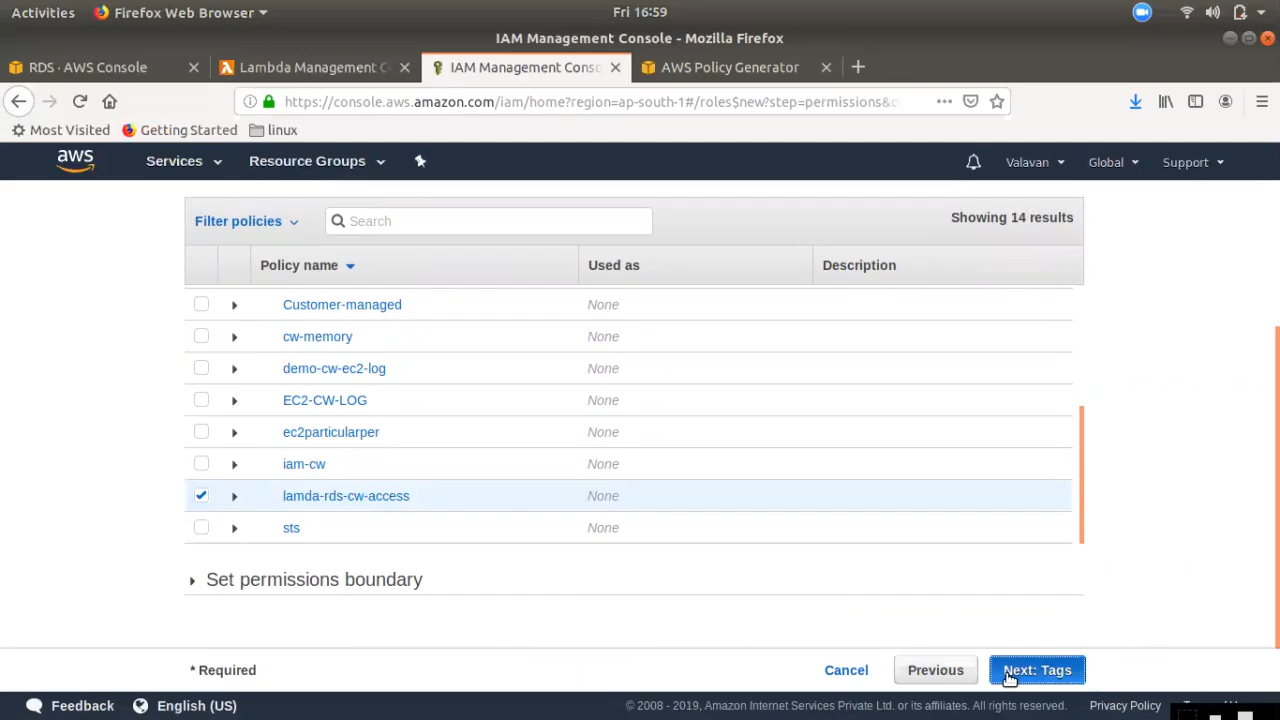 Activities Firefox Web Browser Fri 16:59
IAM Management Console - Mozilla Firefox
RDS · AWS Console Lambda Management C IAM Management Conso AWS Policy Generator
https://console.aws.amazon.com/iam/home?region=ap-south-1#/roles$new?step=permissions&c
Most Visited Getting Started linux
aws Services Resource Groups Valavan Global Support
Filter policies Search Showing 14 results
Policy name Used as Description
Customer-managed None
cw-memory None
demo-cw-ec2-log None
EC2-CW-LOG None
ec2particularper None
iam-cw None
lamda-rds-cw-access None
sts None
Set permissions boundary
* Required Cancel Previous Next: Tags
Feedback English (US) © 2008 - 2019, Amazon Internet Services Private Ltd. or its affiliates. All rights reserved. Privacy Policy